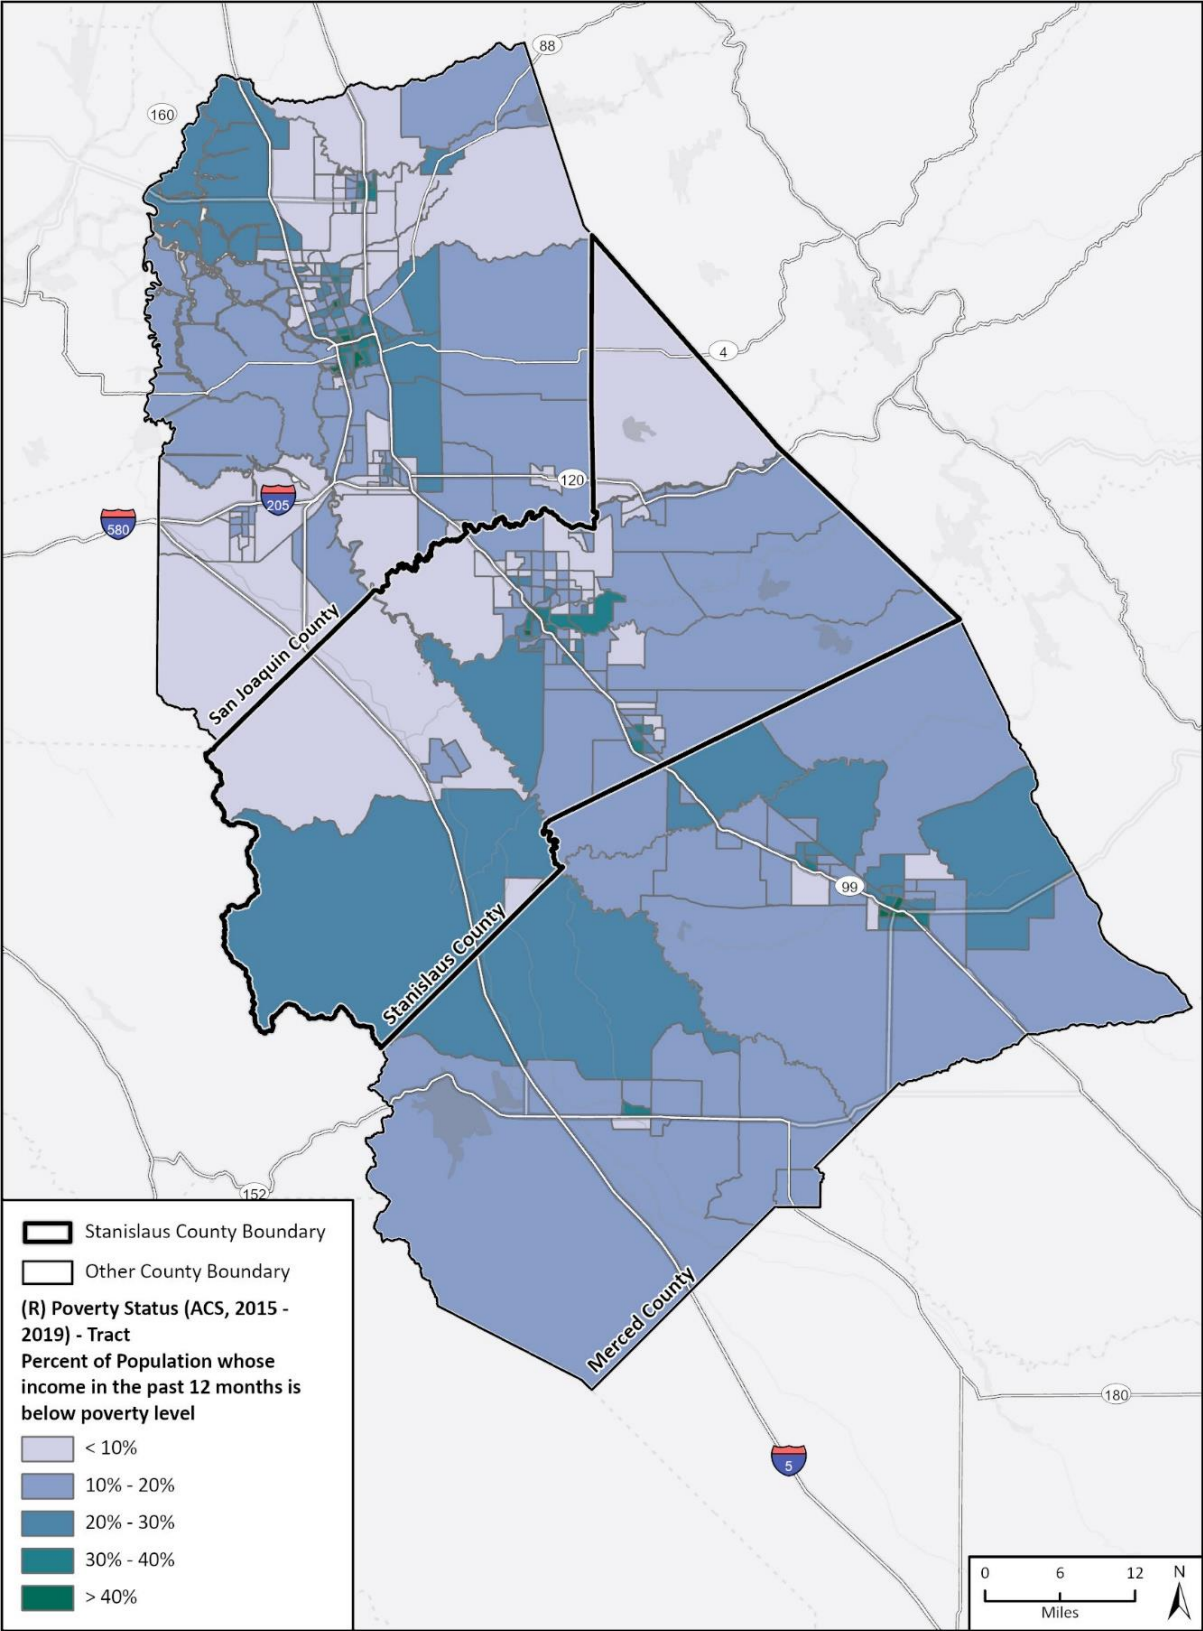 88
160
4
120
205
580
San Joaquin County
99
Stanislaus County
152
Merced County
180
5
Stanislaus County Boundary
Other County Boundary
(R) Poverty Status (ACS, 2015 -
2019) - Tract
Percent of Population whose
income in the past 12 months is
below poverty level
< 10%
10% - 20%
20% - 30%
30% - 40%
> 40%
0 6 12 N
Miles